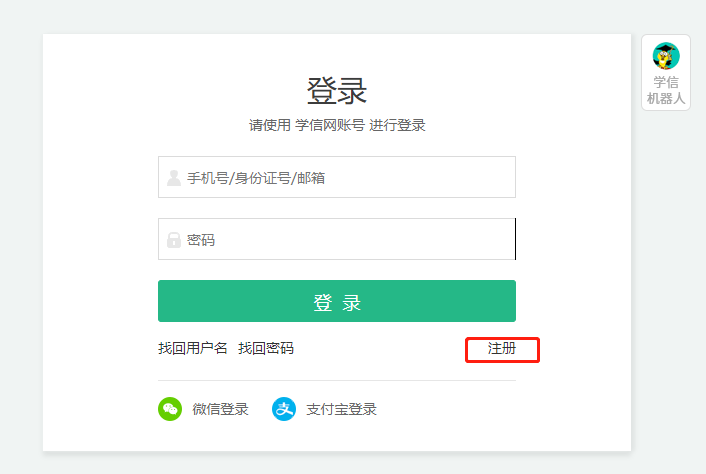 登录
请使用 学信网账号 进行登录
手机号/身份证号/邮箱
密码
登 录
找回用户名 找回密码 注册
微信登录 支付宝登录
学信
机器人